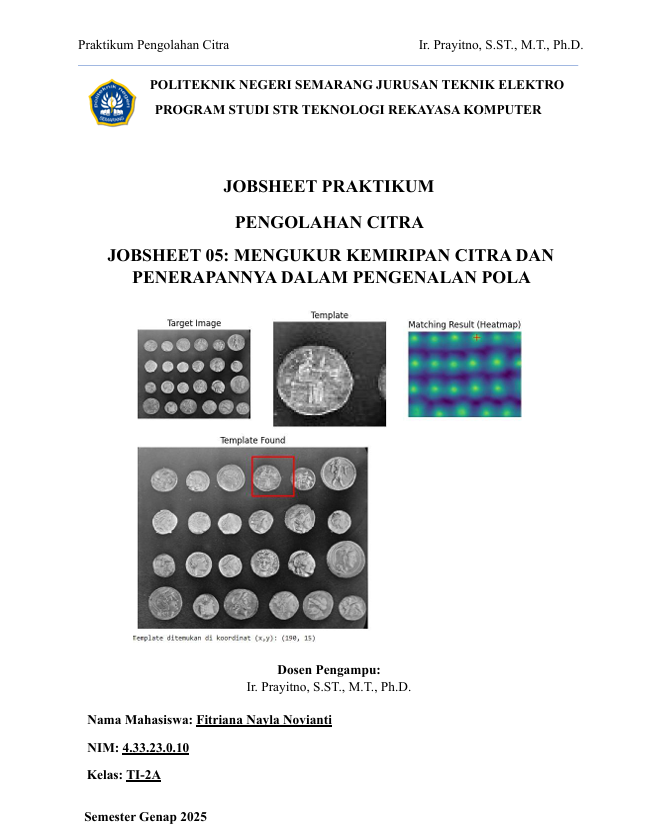 Praktikum Pengolahan Citra Ir. Prayitno, S.ST., M.T., Ph.D.
POLITEKNIK NEGERI SEMARANG JURUSAN TEKNIK ELEKTRO
PROGRAM STUDI STR TEKNOLOGI REKAYASA KOMPUTER
JOBSHEET PRAKTIKUM
PENGOLAHAN CITRA
JOBSHEET 05: MENGUKUR KEMIRIPAN CITRA DAN
PENERAPANNYA DALAM PENGENALAN POLA
Target Image
Template
Matching Result (Heatmap)
Template Found
Template ditemukan di koordinat (x,y): (190, 15)
Dosen Pengampu:
Ir. Prayitno, S.ST., M.T., Ph.D.
Nama Mahasiswa: Fitriana Nayla Novianti
NIM: 4.33.23.0.10
Kelas: TI-2A
Semester Genap 2025